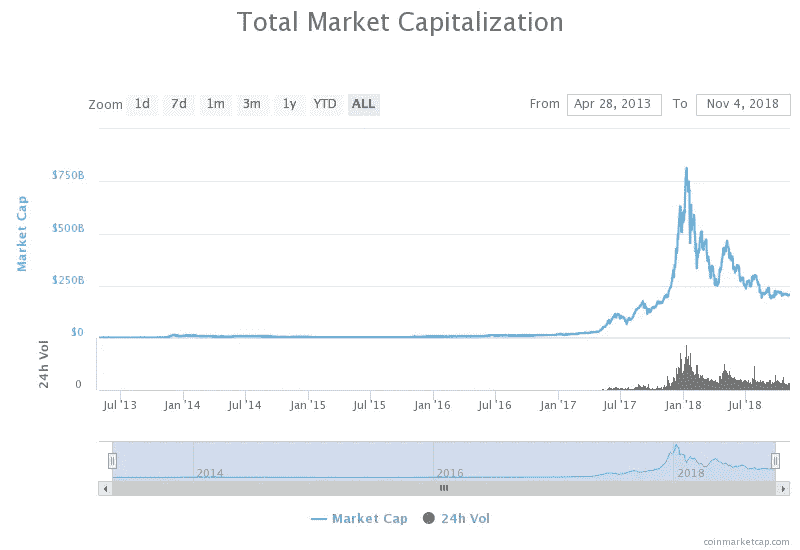 Total Market Capitalization
Zoom 1d 7d 1m 3m 1y YTD ALL From Apr 28, 2013 To Nov 4, 2018
Market Cap
$750B
$500B
$250B
$0
24h Vol
0
Jul '13 Jan '14 Jul '14 Jan '15 Jul '15 Jan '16 Jul '16 Jan '17 Jul '17 Jan '18 Jul '18
2014 2016 2018
Market Cap 24h Vol
coinmarketcap.com